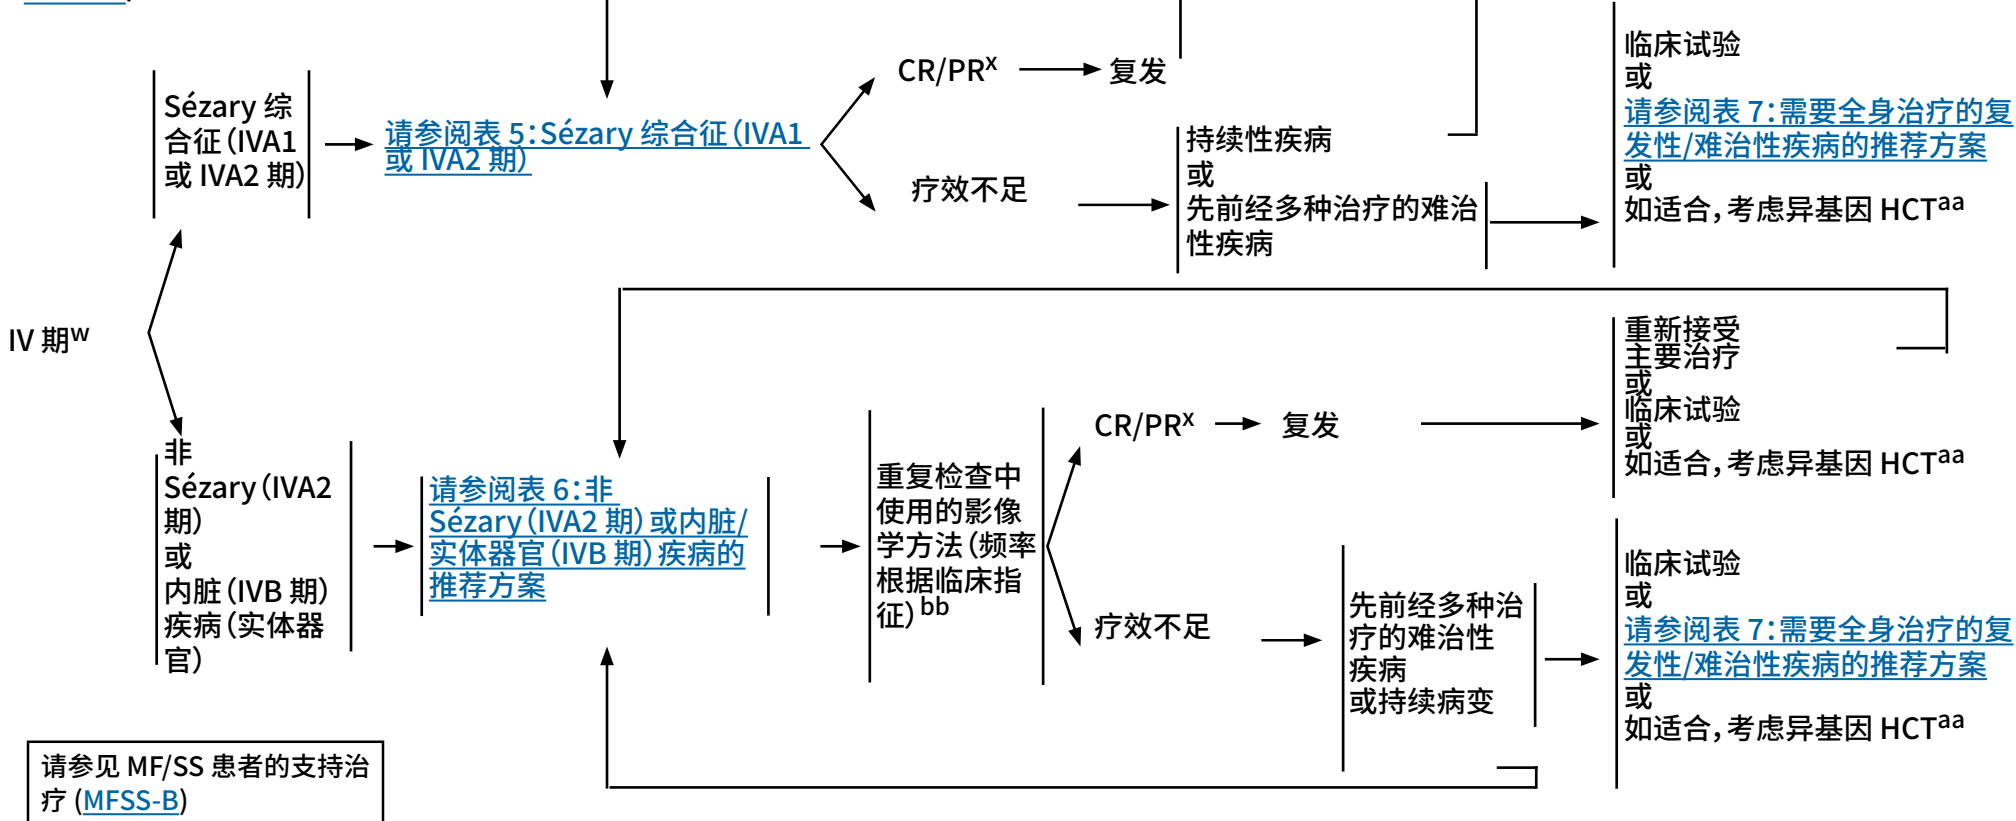 CR/PRx
复发
Sézary 综
合征（IVA1
或 IVA2 期）
请参阅表 5：Sézary 综合征（IVA1
或 IVA2 期）
疗效不足
持续性疾病
或
先前经多种治疗的难治
性疾病
临床试验
或
请参阅表 7：需要全身治疗的复
发性/难治性疾病的推荐方案
或
如适合，考虑异基因 HCTaa
IV 期w
非
Sézary（IVA2
期）
或
内脏（IVB 期）
疾病（实体器
官）
请参阅表 6：非
Sézary（IVA2 期）或内脏/
实体器官（IVB 期）疾病的
推荐方案
重复检查中
使用的影像
学方法（频率
根据临床指
征）bb
CR/PRx
复发
重新接受
主要治疗
或
临床试验
或
如适合，考虑异基因 HCTaa
疗效不足
先前经多种治
疗的难治性
疾病
或持续病变
临床试验
或
请参阅表 7：需要全身治疗的复
发性/难治性疾病的推荐方案
或
如适合，考虑异基因 HCTaa
请参见 MF/SS 患者的支持治
疗 (MFSS-B)